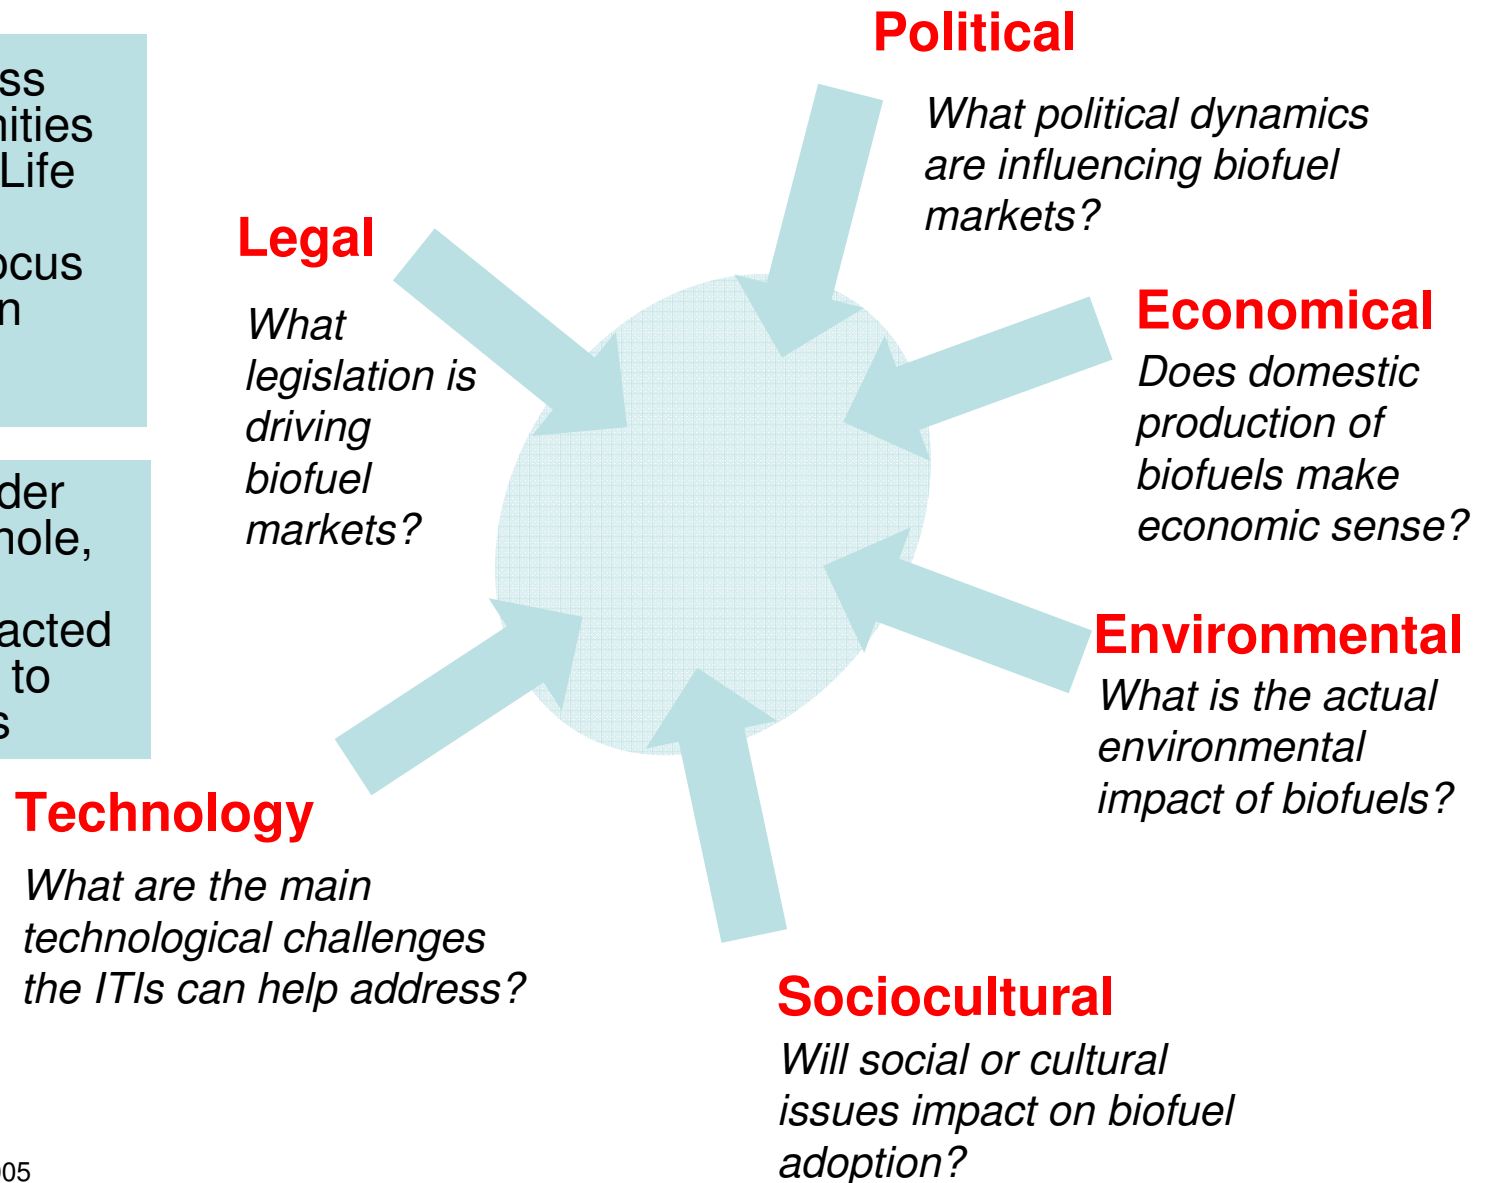 Political
What political dynamics
are influencing biofuel
markets?
Legal
What
legislation is
driving
biofuel
markets?
Economical
Does domestic
production of
biofuels make
economic sense?
Environmental
What is the actual
environmental
impact of biofuels?
Sociocultural
Will social or cultural
issues impact on biofuel
adoption?
Technology
What are the main
technological challenges
the ITIs can help address?
Life
to